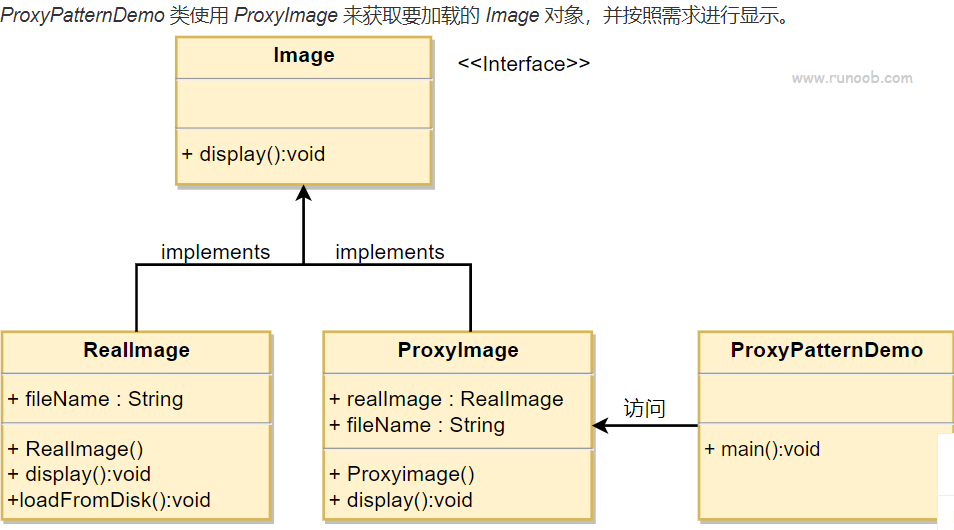 ProxyPatternDemo 类使用 ProxyImage 来获取要加载的 Image 对象，并按照需求进行显示。
Image
<<Interface>>
www.runoob.com
+ display():void
implements
implements
RealImage
+ fileName : String
+ RealImage()
+ display():void
+loadFromDisk():void
ProxyImage
+ realImage : RealImage
+ fileName : String
+ Proxyimage()
+ display():void
访问
ProxyPatternDemo
+ main():void